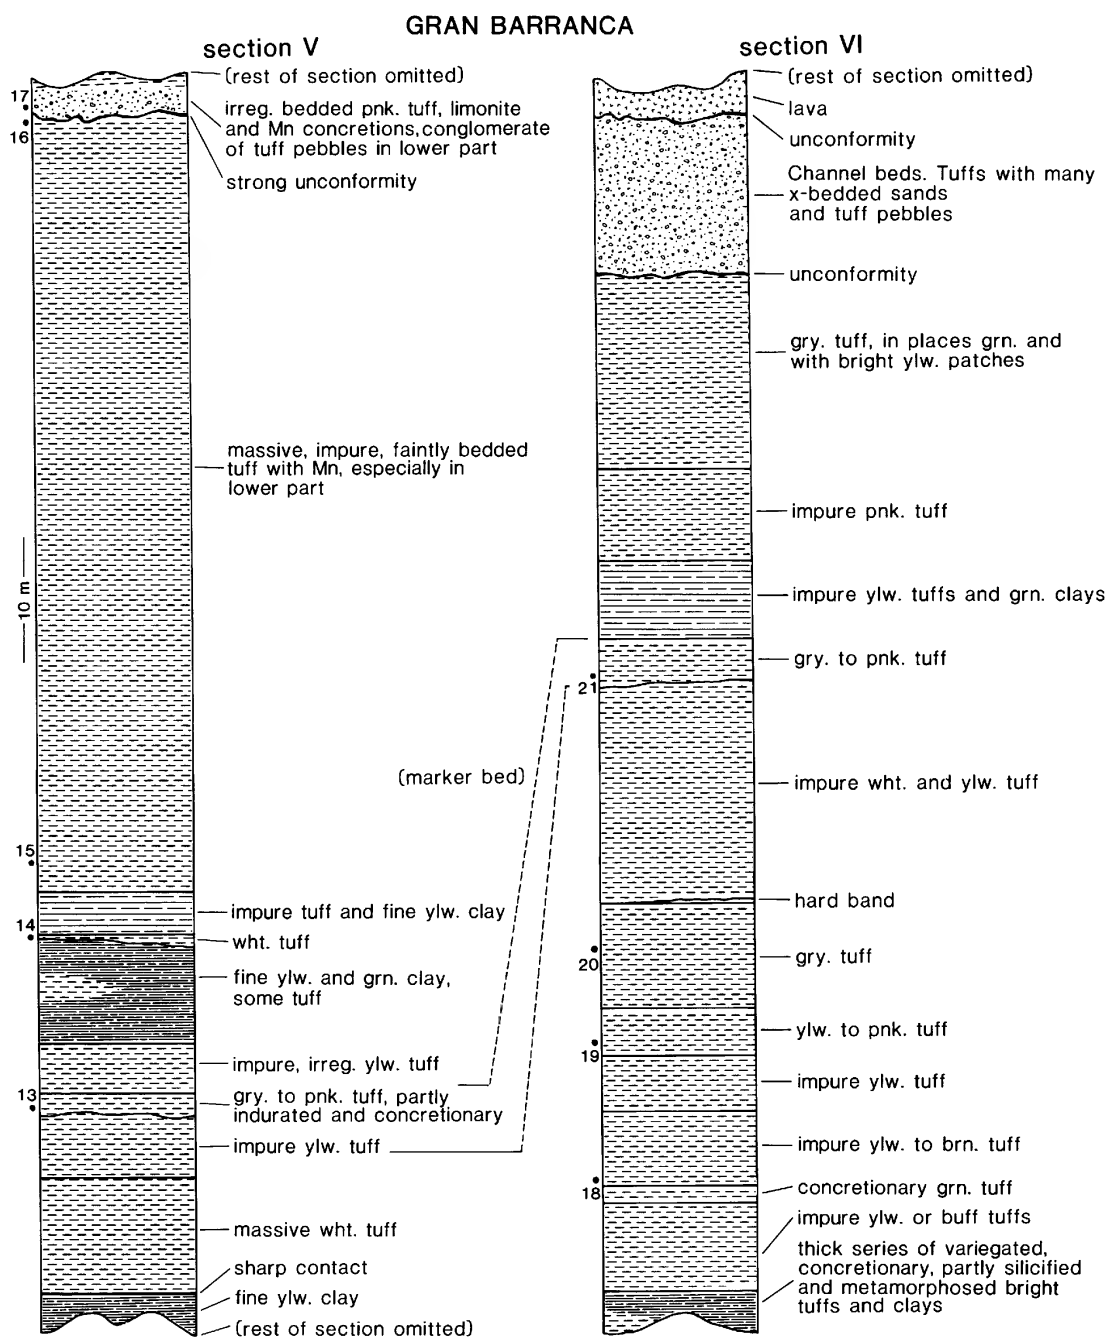 GRAN BARRANCA
section V
(rest of section omitted)
17
irreg. bedded pnk. tuff, limonite
and Mn concretions, conglomerate
of tuff pebbles in lower part
16
strong unconformity
massive, impure, faintly bedded
tuff with Mn, especially in
lower part
10 m
(marker bed)
15
impure tuff and fine ylw. clay
14
wht. tuff
fine ylw. and grn. clay,
some tuff
impure, irreg. ylw. tuff
13
gry. to pnk. tuff, partly
indurated and concretionary
impure ylw. tuff
massive wht. tuff
sharp contact
fine ylw. clay
(rest of section omitted)
section VI
(rest of section omitted)
lava
unconformity
Channel beds. Tuffs with many
x-bedded sands
and tuff pebbles
unconformity
gry. tuff, in places grn. and
with bright ylw. patches
impure pnk. tuff
impure ylw. tuffs and grn. clays
gry. to pnk. tuff
21
impure wht. and ylw. tuff
hard band
20
gry. tuff
ylw. to pnk. tuff
19
impure ylw. tuff
impure ylw. to brn. tuff
18
concretionary grn. tuff
impure ylw. or buff tuffs
thick series of variegated,
concretionary, partly silicified
and metamorphosed bright
tuffs and clays